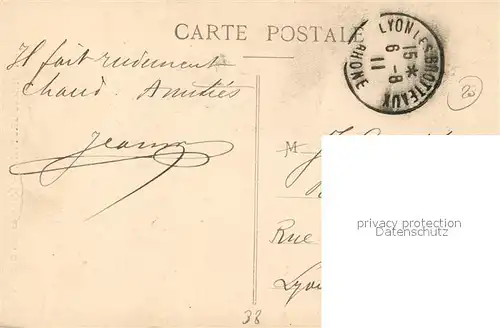 CARTE POSTALE
LYON LES BROTTEAUX
15 *
6 - 8
11
RHONE
20
Il fait rudement
chaud. Amitiés
Jeanne
M
Rue
Lyon
privacy protection
Datenschutz
38